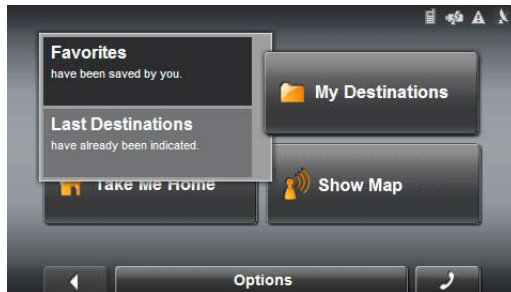 Favorites
have been saved by you.
My Destinations
Last Destinations
have already been indicated.
Take Me Home
Show Map
Options